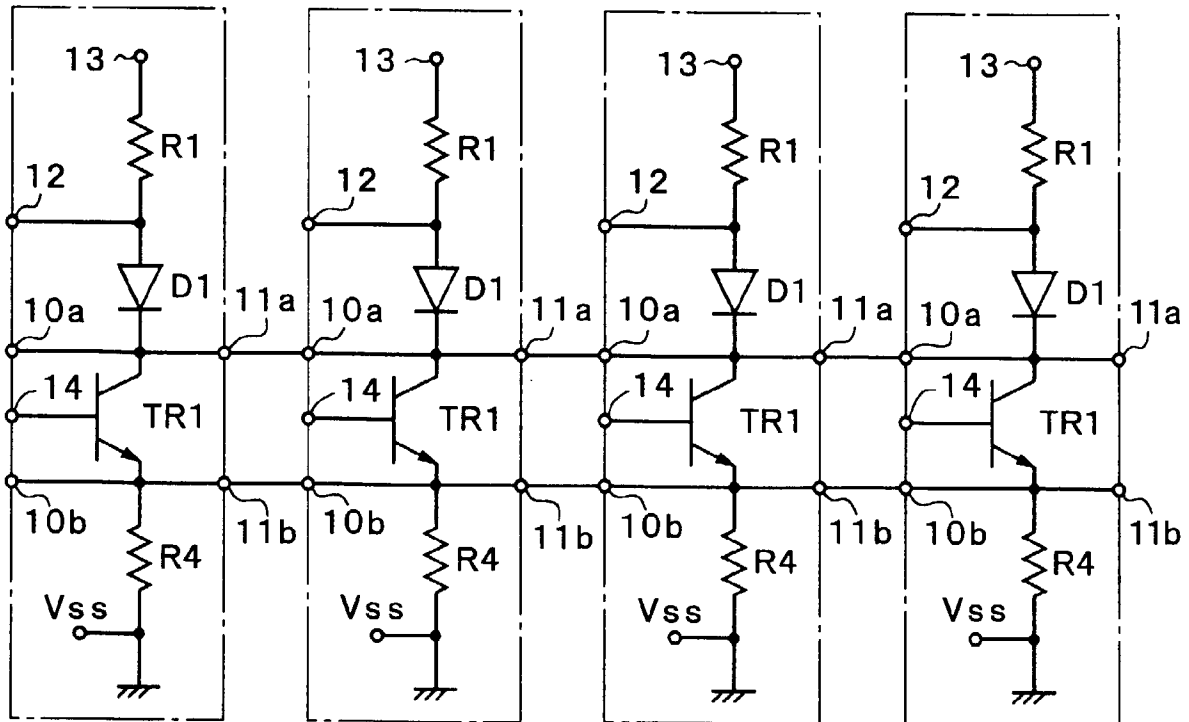 13 13 13 13
R1 R1 R1 R1
12 12 12 12
D1 D1 D1 D1
10a 11a 10a 11a 10a 11a 10a 11a
14 14 14 14
TR1 TR1 TR1 TR1
10b 11b 10b 11b 10b 11b 10b 11b
R4 R4 R4 R4
Vss Vss Vss Vss